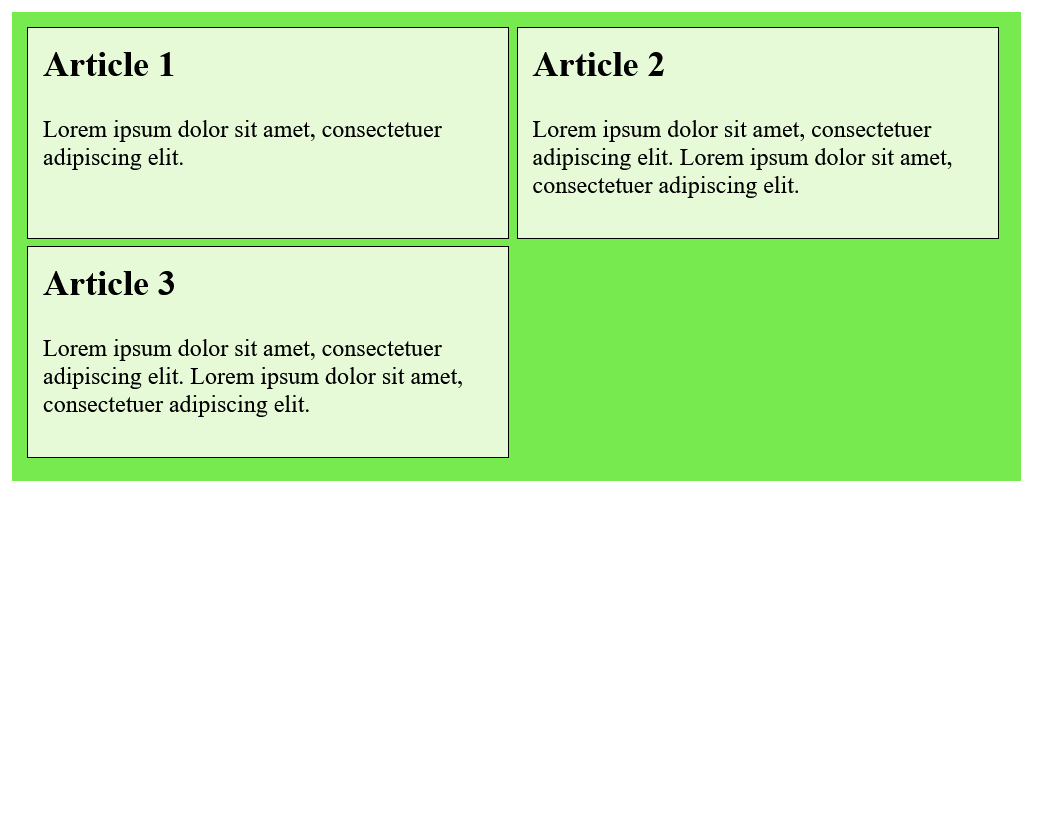 Article 1
Lorem ipsum dolor sit amet, consectetuer
adipiscing elit.
Article 2
Lorem ipsum dolor sit amet, consectetuer
adipiscing elit. Lorem ipsum dolor sit amet,
consectetuer adipiscing elit.
Article 3
Lorem ipsum dolor sit amet, consectetuer
adipiscing elit. Lorem ipsum dolor sit amet,
consectetuer adipiscing elit.